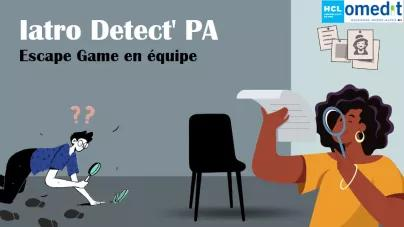 Iatro Detect' PA
Escape Game en équipe
HCL
omedit
??